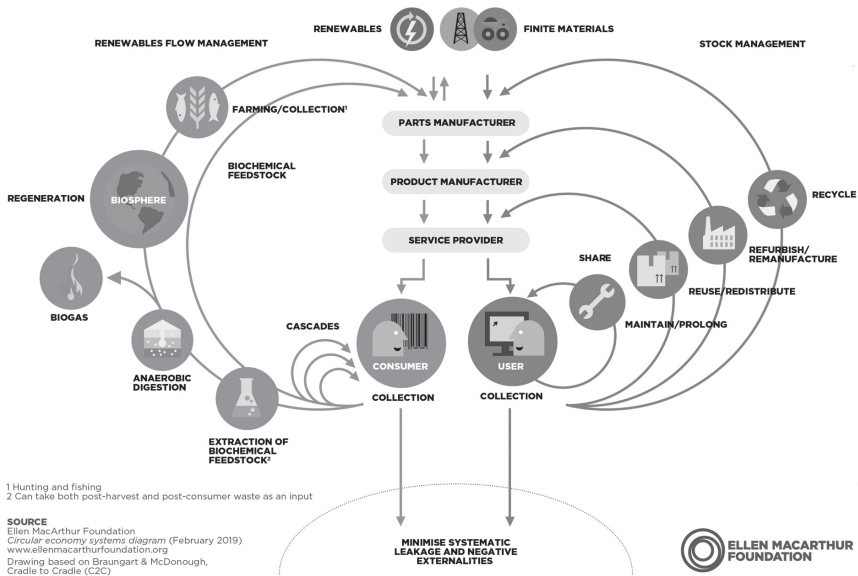 RENEWABLES
FINITE MATERIALS
RENEWABLES FLOW MANAGEMENT
STOCK MANAGEMENT
FARMING/COLLECTION¹
PARTS MANUFACTURER
BIOCHEMICAL
FEEDSTOCK
PRODUCT MANUFACTURER
REGENERATION
BIOSPHERE
RECYCLE
SERVICE PROVIDER
REFURBISH/
REMANUFACTURE
SHARE
REUSE/REDISTRIBUTE
BIOGAS
MAINTAIN/PROLONG
CASCADES
CONSUMER
USER
ANAEROBIC
DIGESTION
COLLECTION
COLLECTION
EXTRACTION OF
BIOCHEMICAL
FEEDSTOCK²
1 Hunting and fishing
2 Can take both post-harvest and post-consumer waste as an input
SOURCE
Ellen MacArthur Foundation
Circular economy systems diagram (February 2019)
www.ellenmacarthurfoundation.org
Drawing based on Braungart & McDonough,
Cradle to Cradle (C2C)
MINIMISE SYSTEMATIC
LEAKAGE AND NEGATIVE
EXTERNALITIES
ELLEN MACARTHUR
FOUNDATION